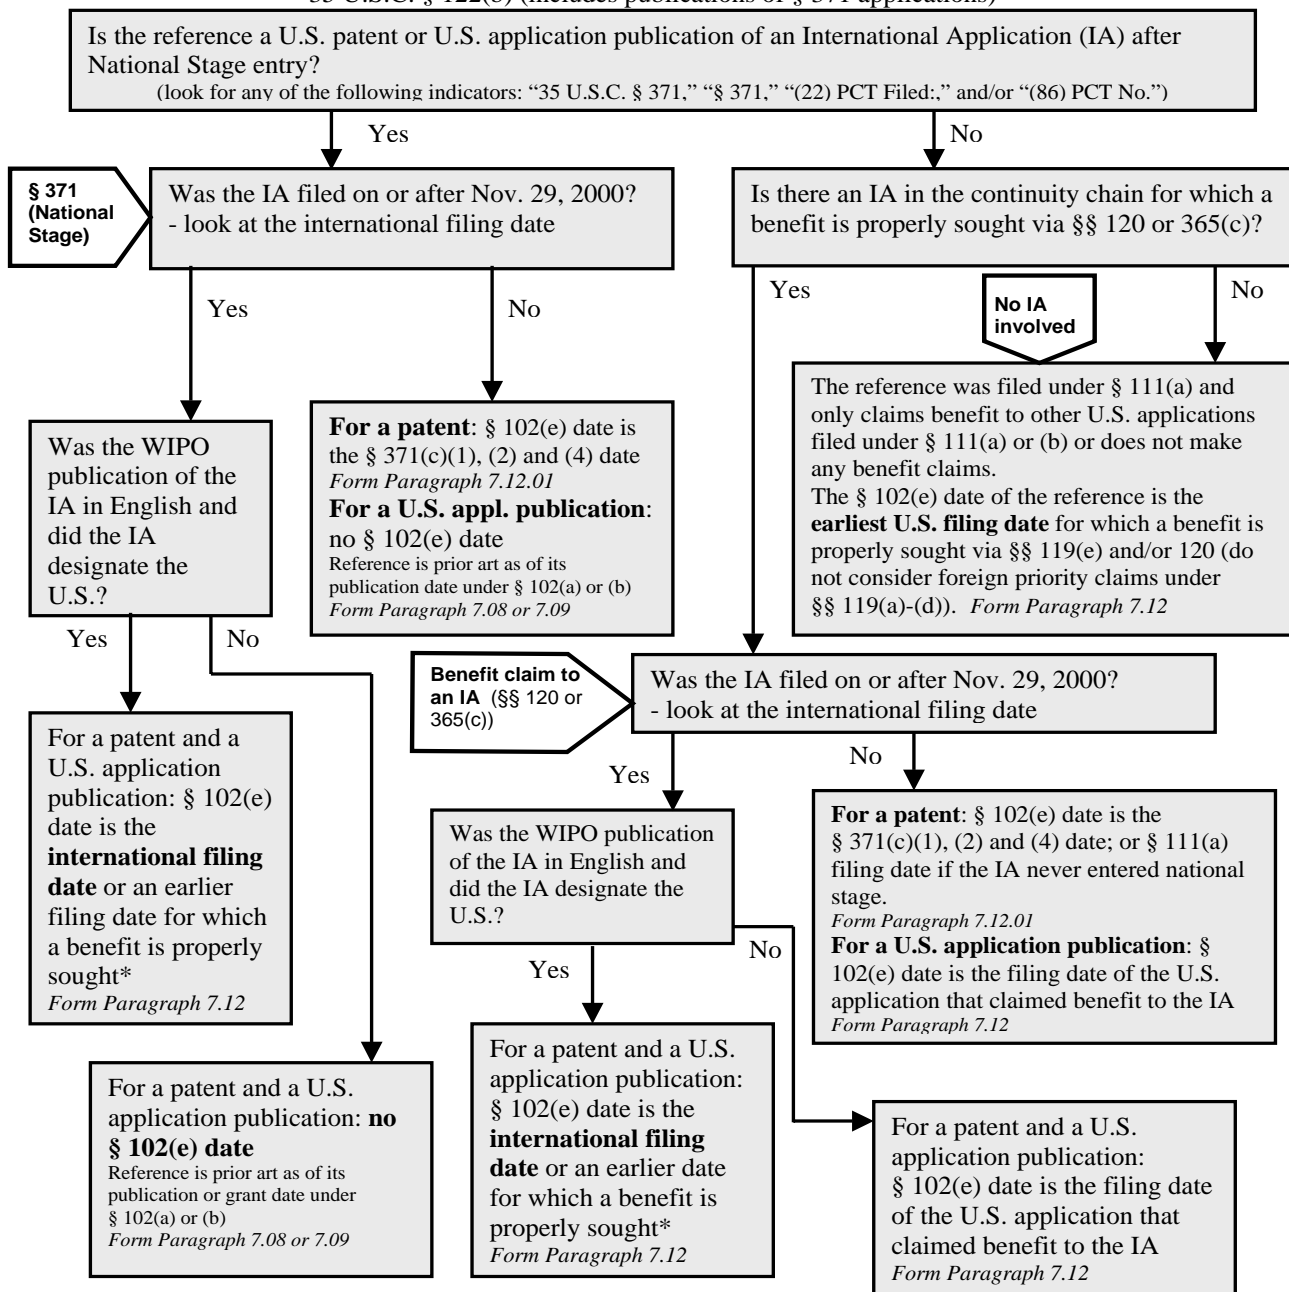 35 U.S.C. § 122(b) (includes publications of § 371 applications)
Is the reference a U.S. patent or U.S. application publication of an International Application (IA) after
National Stage entry?
(look for any of the following indicators: “35 U.S.C. § 371,” “§ 371,” “(22) PCT Filed:,” and/or “(86) PCT No.”)
Yes
No
§ 371
(National
Stage)
Was the IA filed on or after Nov. 29, 2000?
- look at the international filing date
Is there an IA in the continuity chain for which a
benefit is properly sought via §§ 120 or 365(c)?
Yes
No
Yes
No
No IA
involved
Was the WIPO
publication of the
IA in English and
did the IA
designate the
U.S.?
For a patent: § 102(e) date is
the § 371(c)(1), (2) and (4) date
Form Paragraph 7.12.01
For a U.S. appl. publication:
no § 102(e) date
Reference is prior art as of its
publication date under § 102(a) or (b)
Form Paragraph 7.08 or 7.09
The reference was filed under § 111(a) and
only claims benefit to other U.S. applications
filed under § 111(a) or (b) or does not make
any benefit claims.
The § 102(e) date of the reference is the
earliest U.S. filing date for which a benefit is
properly sought via §§ 119(e) and/or 120 (do
not consider foreign priority claims under
§§ 119(a)-(d)). Form Paragraph 7.12
Yes
No
Benefit claim to
an IA (§§ 120 or
365(c))
Was the IA filed on or after Nov. 29, 2000?
- look at the international filing date
For a patent and a
U.S. application
publication: § 102(e)
date is the
international filing
date or an earlier
filing date for which
a benefit is properly
sought*
Form Paragraph 7.12
Yes
No
Was the WIPO publication
of the IA in English and
did the IA designate the
U.S.?
For a patent: § 102(e) date is the
§ 371(c)(1), (2) and (4) date; or § 111(a)
filing date if the IA never entered national
stage.
Form Paragraph 7.12.01
For a U.S. application publication: §
102(e) date is the filing date of the U.S.
application that claimed benefit to the IA
Form Paragraph 7.12
Yes
No
For a patent and a U.S.
application publication: no
§ 102(e) date
Reference is prior art as of its
publication or grant date under
§ 102(a) or (b)
Form Paragraph 7.08 or 7.09
For a patent and a U.S.
application publication:
§ 102(e) date is the
international filing
date or an earlier date
for which a benefit is
properly sought*
Form Paragraph 7.12
For a patent and a U.S.
application publication:
§ 102(e) date is the filing date
of the U.S. application that
claimed benefit to the IA
Form Paragraph 7.12